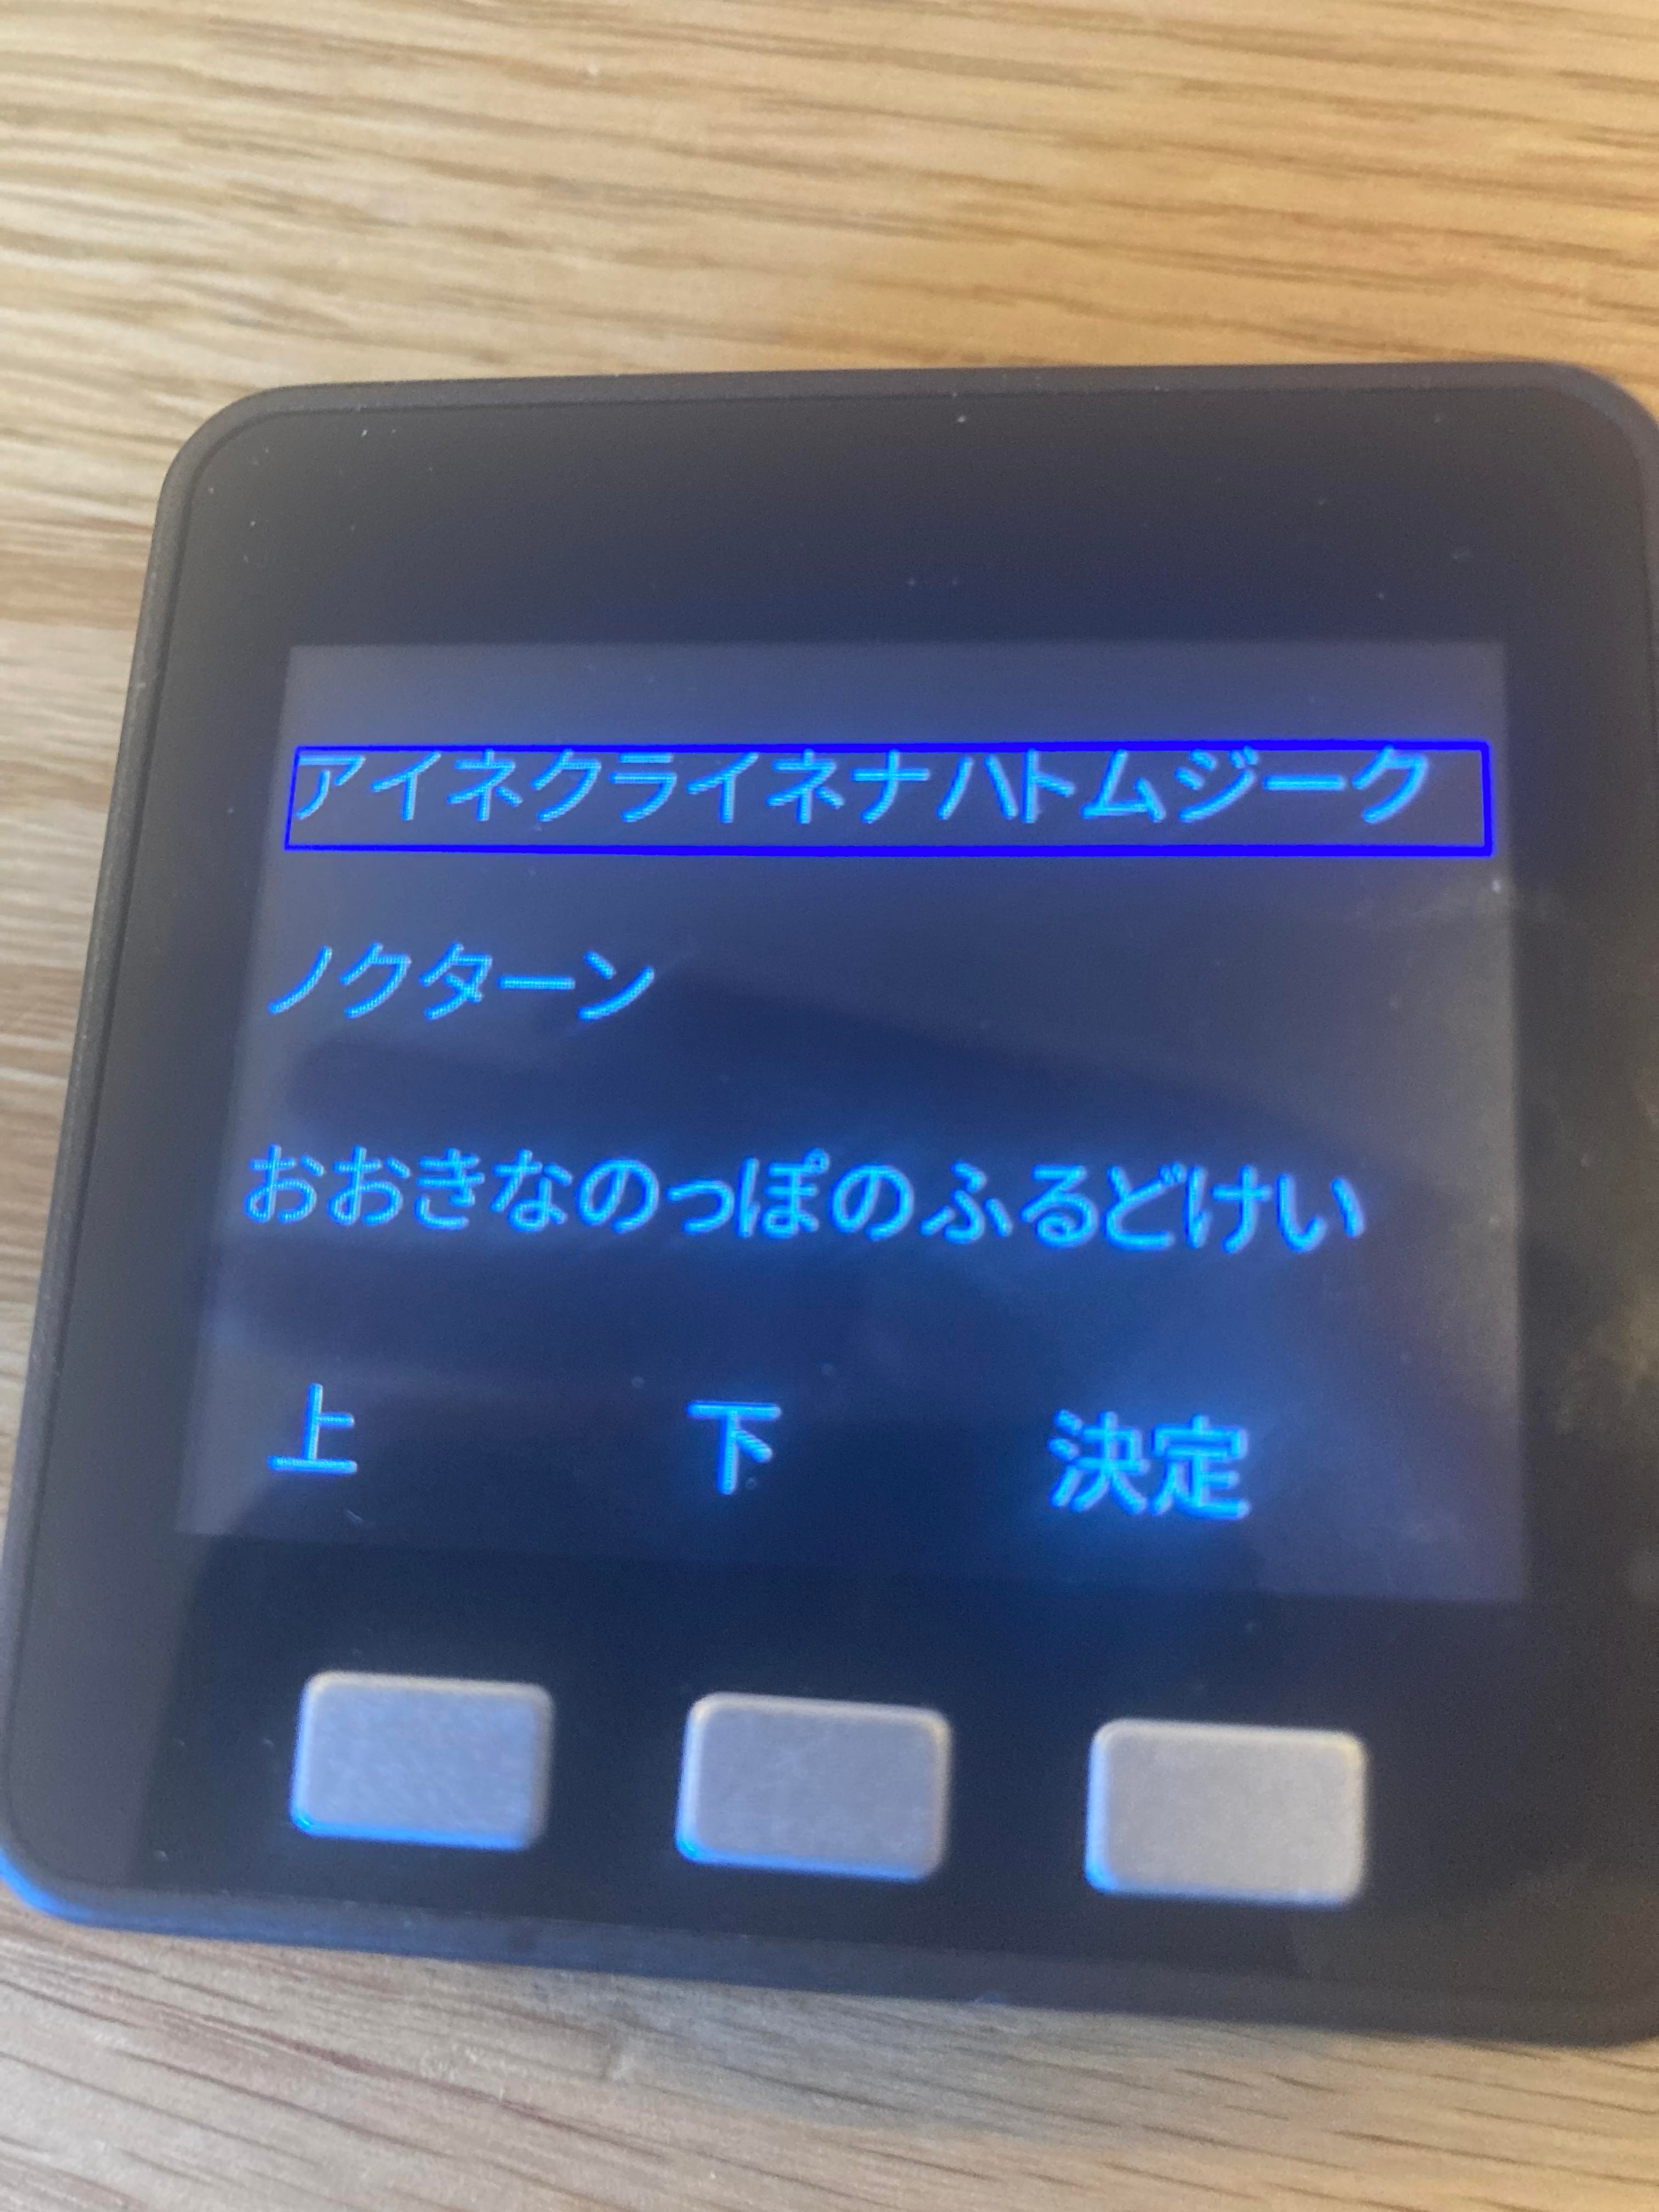 アイネクライネナハトムジーク
ノクターン
おおきなのっぽのふるどけい
上 下 決定